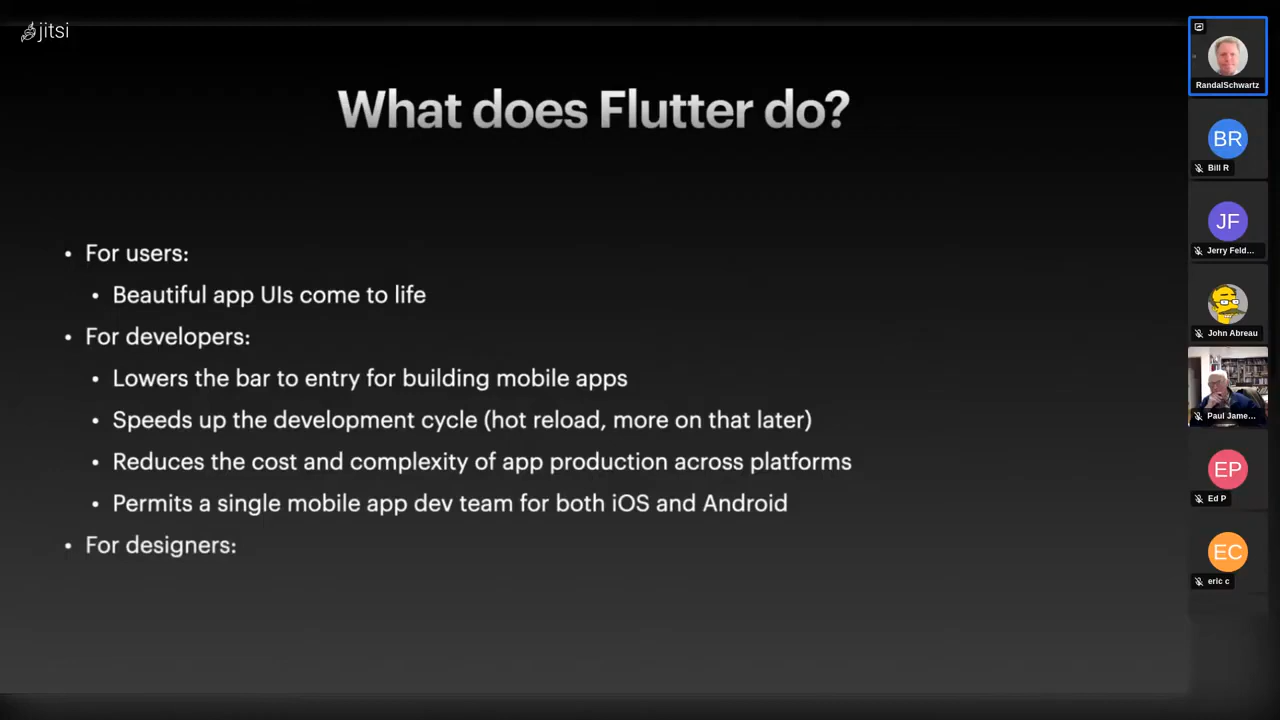 jitsi
What does Flutter do?
• For users:
• Beautiful app UIs come to life
• For developers:
• Lowers the bar to entry for building mobile apps
• Speeds up the development cycle (hot reload, more on that later)
• Reduces the cost and complexity of app production across platforms
• Permits a single mobile app dev team for both iOS and Android
• For designers:
RandalSchwartz
BR
Bill R
JF
Jerry Feld...
John Abreau
Paul Jame...
EP
Ed P
EC
eric c